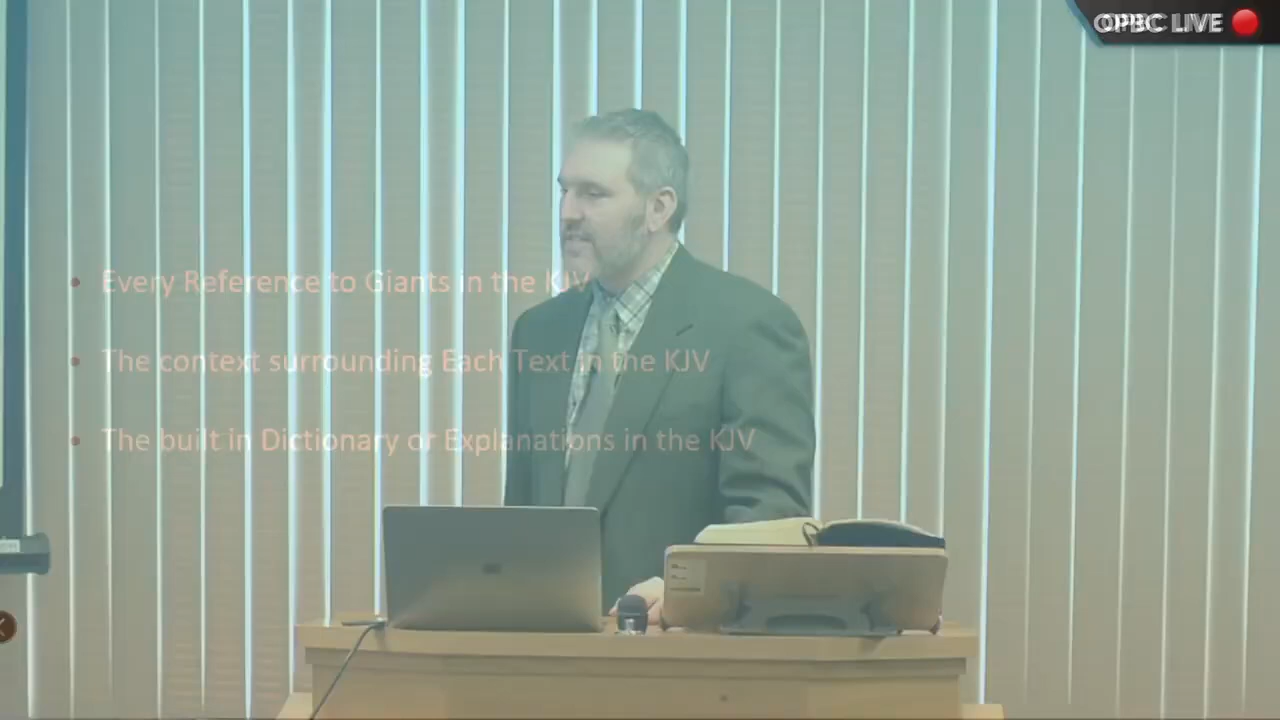 OPBC LIVE
• Every Reference to Giants in the KJV
• The context surrounding Each Text in the KJV
• The built in Dictionary or Explanations in the KJV